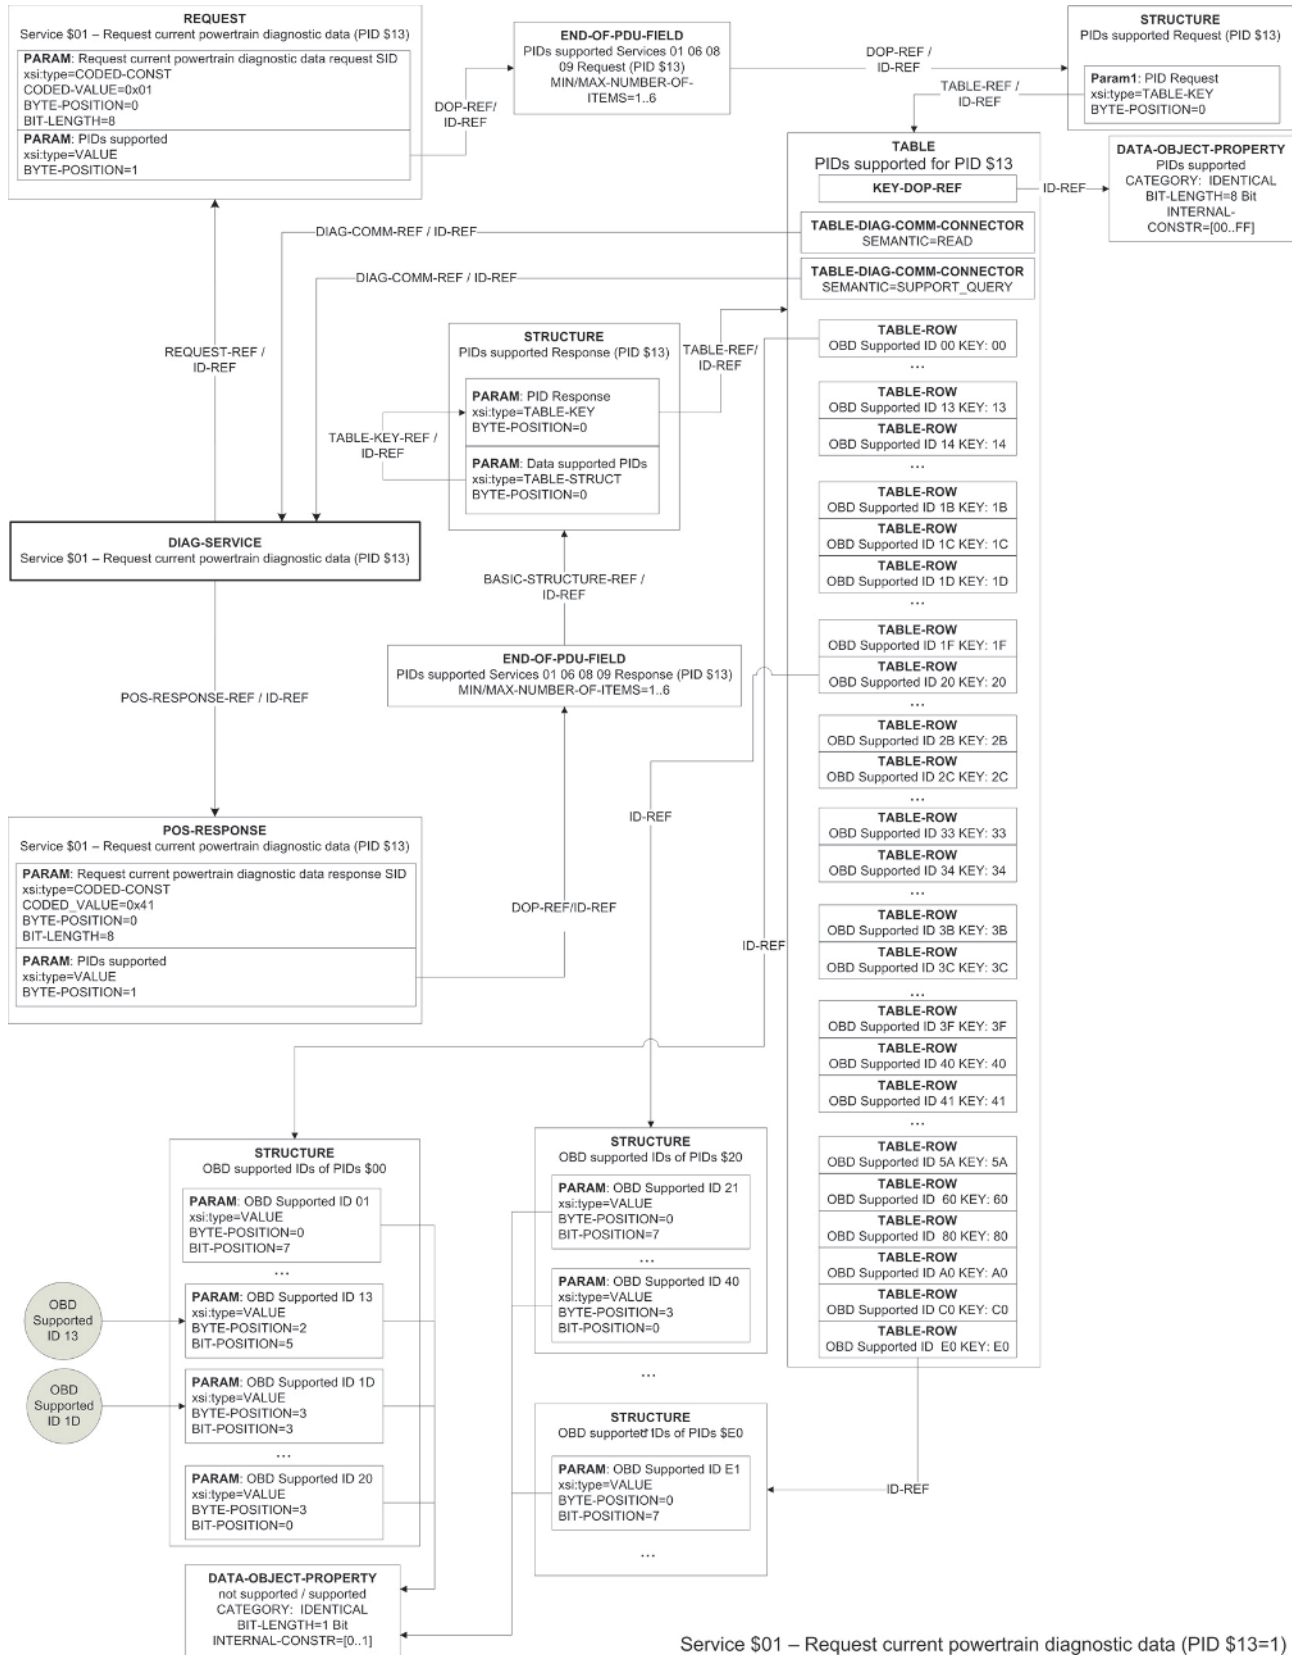 REQUEST
Service $01 – Request current powertrain diagnostic data (PID $13)
PARAM: Request current powertrain diagnostic data request SID
xsi:type=CODED-CONST
CODED-VALUE=0x01
BYTE-POSITION=0
BIT-LENGTH=8
PARAM: PIDs supported
xsi:type=VALUE
BYTE-POSITION=1
DOP-REF/
ID-REF
END-OF-PDU-FIELD
PIDs supported Services 01 06 08
09 Request (PID $13)
MIN/MAX-NUMBER-OF-
ITEMS=1..6
DOP-REF /
ID-REF
STRUCTURE
PIDs supported Request (PID $13)
Param1: PID Request
xsi:type=TABLE-KEY
BYTE-POSITION=0
TABLE-REF /
ID-REF
TABLE
PIDs supported for PID $13
KEY-DOP-REF
ID-REF
DATA-OBJECT-PROPERTY
PIDs supported
CATEGORY: IDENTICAL
BIT-LENGTH=8 Bit
INTERNAL-
CONSTR=[00..FF]
TABLE-DIAG-COMM-CONNECTOR
SEMANTIC=READ
DIAG-COMM-REF / ID-REF
TABLE-DIAG-COMM-CONNECTOR
SEMANTIC=SUPPORT_QUERY
DIAG-COMM-REF / ID-REF
REQUEST-REF /
ID-REF
STRUCTURE
PIDs supported Response (PID $13)
PARAM: PID Response
xsi:type=TABLE-KEY
BYTE-POSITION=0
PARAM: Data supported PIDs
xsi:type=TABLE-STRUCT
BYTE-POSITION=0
TABLE-REF/
ID-REF
TABLE-KEY-REF /
ID-REF
DIAG-SERVICE
Service $01 – Request current powertrain diagnostic data (PID $13)
BASIC-STRUCTURE-REF /
ID-REF
END-OF-PDU-FIELD
PIDs supported Services 01 06 08 09 Response (PID $13)
MIN/MAX-NUMBER-OF-ITEMS=1..6
POS-RESPONSE-REF / ID-REF
POS-RESPONSE
Service $01 – Request current powertrain diagnostic data (PID $13)
PARAM: Request current powertrain diagnostic data response SID
xsi:type=CODED-CONST
CODED_VALUE=0x41
BYTE-POSITION=0
BIT-LENGTH=8
PARAM: PIDs supported
xsi:type=VALUE
BYTE-POSITION=1
DOP-REF/ID-REF
ID-REF
ID-REF
TABLE-ROW
OBD Supported ID 00 KEY: 00
...
TABLE-ROW
OBD Supported ID 13 KEY: 13
TABLE-ROW
OBD Supported ID 14 KEY: 14
...
TABLE-ROW
OBD Supported ID 1B KEY: 1B
TABLE-ROW
OBD Supported ID 1C KEY: 1C
TABLE-ROW
OBD Supported ID 1D KEY: 1D
...
TABLE-ROW
OBD Supported ID 1F KEY: 1F
TABLE-ROW
OBD Supported ID 20 KEY: 20
...
TABLE-ROW
OBD Supported ID 2B KEY: 2B
TABLE-ROW
OBD Supported ID 2C KEY: 2C
...
TABLE-ROW
OBD Supported ID 33 KEY: 33
TABLE-ROW
OBD Supported ID 34 KEY: 34
...
TABLE-ROW
OBD Supported ID 3B KEY: 3B
TABLE-ROW
OBD Supported ID 3C KEY: 3C
...
TABLE-ROW
OBD Supported ID 3F KEY: 3F
TABLE-ROW
OBD Supported ID 40 KEY: 40
TABLE-ROW
OBD Supported ID 41 KEY: 41
...
TABLE-ROW
OBD Supported ID 5A KEY: 5A
TABLE-ROW
OBD Supported ID 60 KEY: 60
TABLE-ROW
OBD Supported ID 80 KEY: 80
TABLE-ROW
OBD Supported ID A0 KEY: A0
TABLE-ROW
OBD Supported ID C0 KEY: C0
TABLE-ROW
OBD Supported ID E0 KEY: E0
STRUCTURE
OBD supported IDs of PIDs $00
PARAM: OBD Supported ID 01
xsi:type=VALUE
BYTE-POSITION=0
BIT-POSITION=7
...
OBD
Supported
ID 13
PARAM: OBD Supported ID 13
xsi:type=VALUE
BYTE-POSITION=2
BIT-POSITION=5
OBD
Supported
ID 1D
PARAM: OBD Supported ID 1D
xsi:type=VALUE
BYTE-POSITION=3
BIT-POSITION=3
...
PARAM: OBD Supported ID 20
xsi:type=VALUE
BYTE-POSITION=3
BIT-POSITION=0
STRUCTURE
OBD supported IDs of PIDs $20
PARAM: OBD Supported ID 21
xsi:type=VALUE
BYTE-POSITION=0
BIT-POSITION=7
...
PARAM: OBD Supported ID 40
xsi:type=VALUE
BYTE-POSITION=3
BIT-POSITION=0
...
STRUCTURE
OBD supported IDs of PIDs $E0
PARAM: OBD Supported ID E1
xsi:type=VALUE
BYTE-POSITION=0
BIT-POSITION=7
...
ID-REF
DATA-OBJECT-PROPERTY
not supported / supported
CATEGORY: IDENTICAL
BIT-LENGTH=1 Bit
INTERNAL-CONSTR=[0..1]
Service $01 – Request current powertrain diagnostic data (PID $13=1)